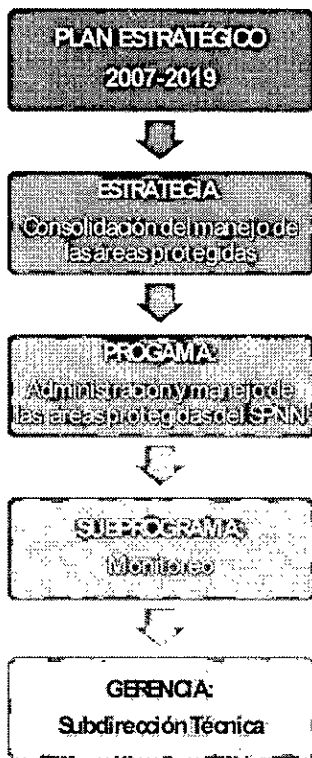 PLAN ESTRATÉGICO
2007-2019
ESTRATEGIA
Consolidación del manejo de
las áreas protegidas
PROGAMA:
Administración y manejo de
las áreas protegidas del SPNN
SUBPROGRAMA:
Monitoreo
GERENCIA:
Subdirección Técnica